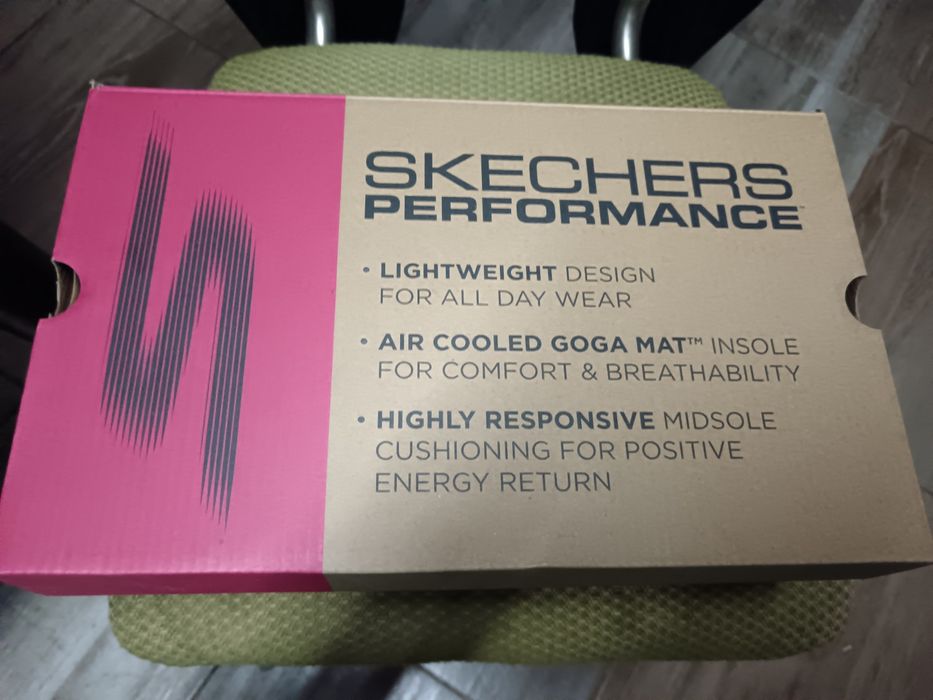 SKECHERS
PERFORMANCE™
• LIGHTWEIGHT DESIGN
FOR ALL DAY WEAR
• AIR COOLED GOGA MAT™ INSOLE
FOR COMFORT & BREATHABILITY
• HIGHLY RESPONSIVE MIDSOLE
CUSHIONING FOR POSITIVE
ENERGY RETURN